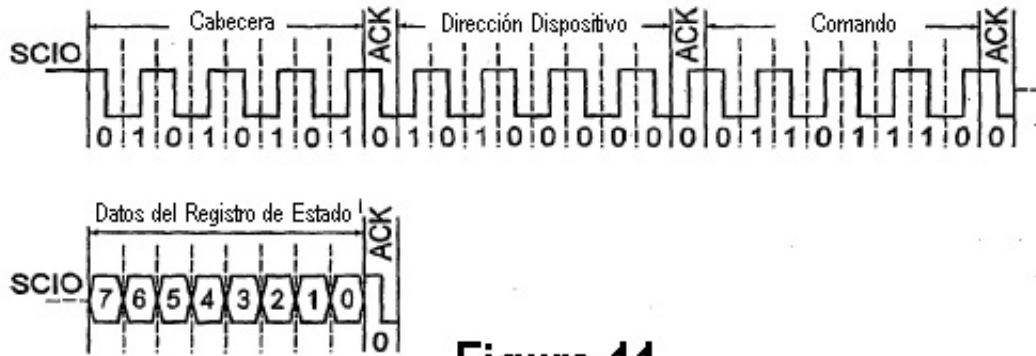 Cabecera ACK Dirección Dispositivo ACK Comando ACK
SCIO
0 1 0 1 0 1 0 1 0 1 0 1 0 0 0 0 0 0 0 1 1 0 1 1 1 0 0
Datos del Registro de Estado ACK
SCIO 7 6 5 4 3 2 1 0
0